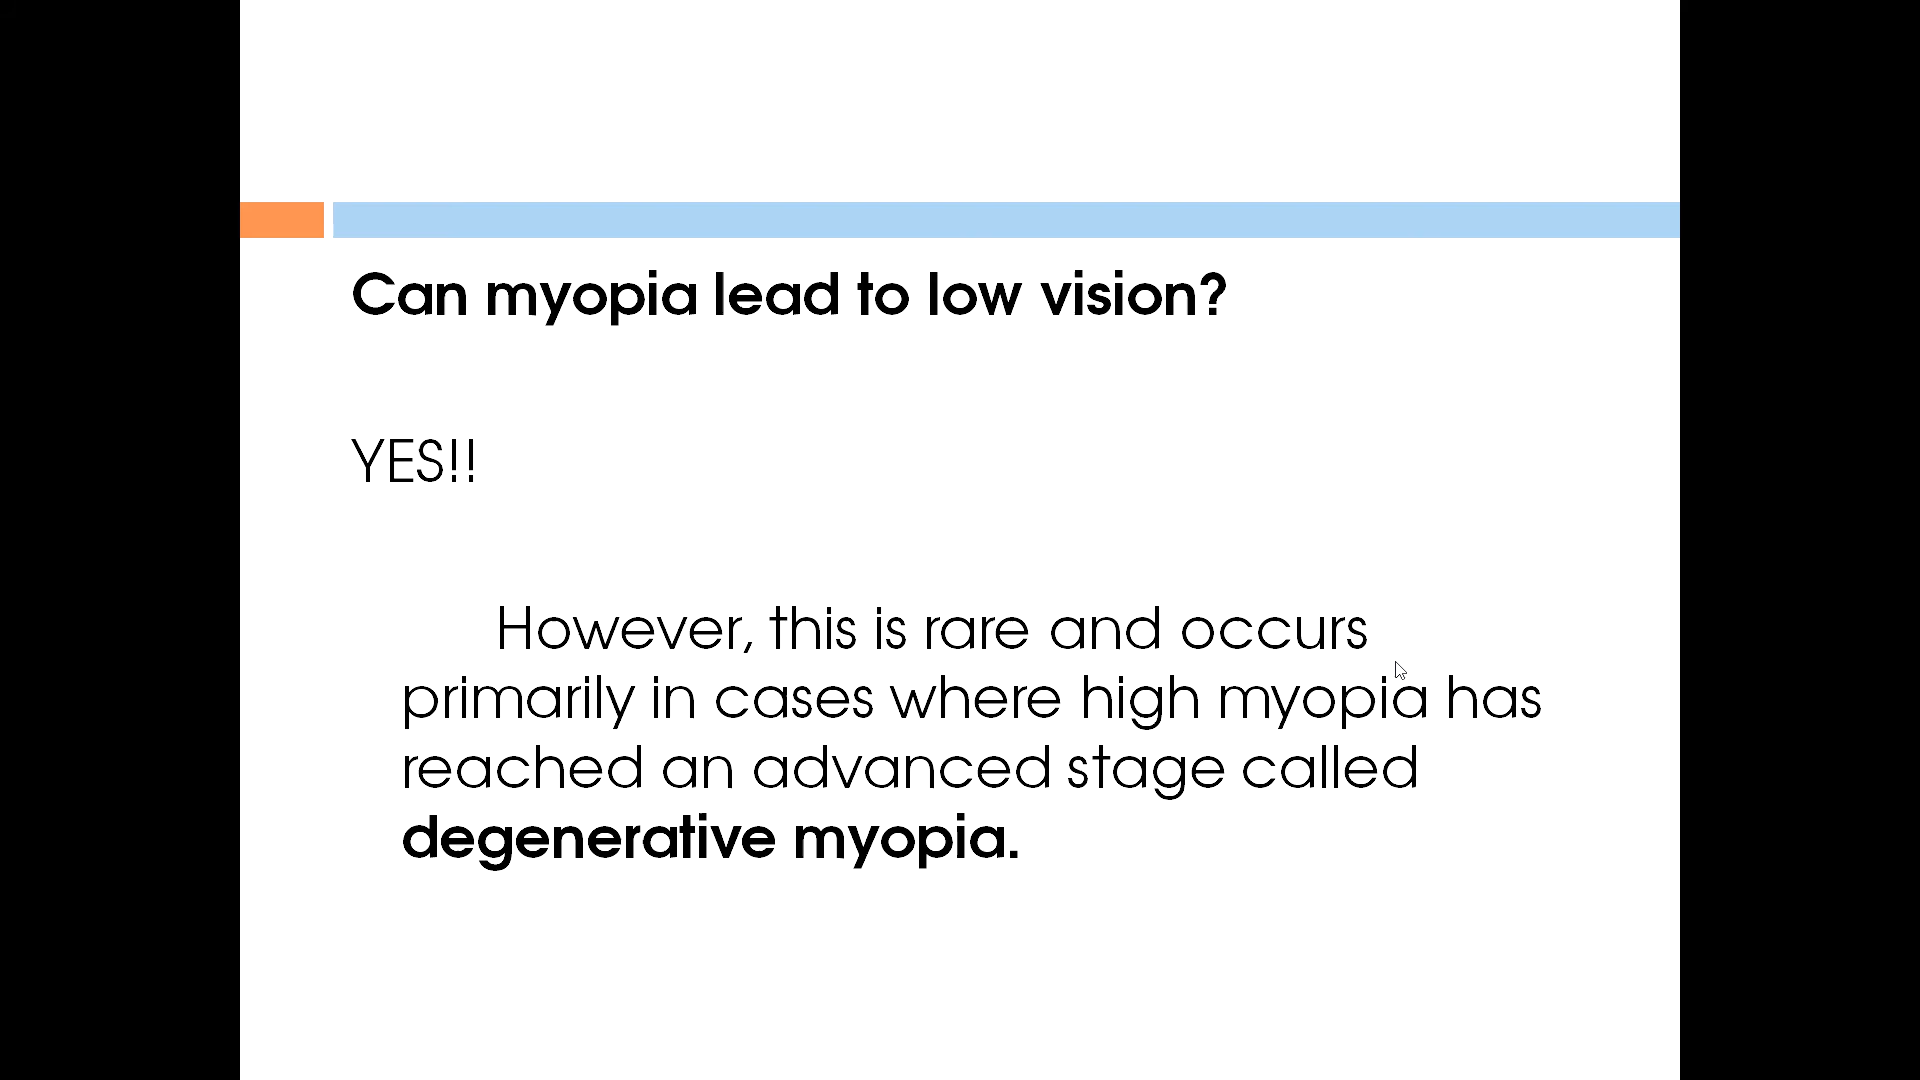 Can myopia lead to low vision?
YES!!
However, this is rare and occurs
primarily in cases where high myopia has
reached an advanced stage called
degenerative myopia.